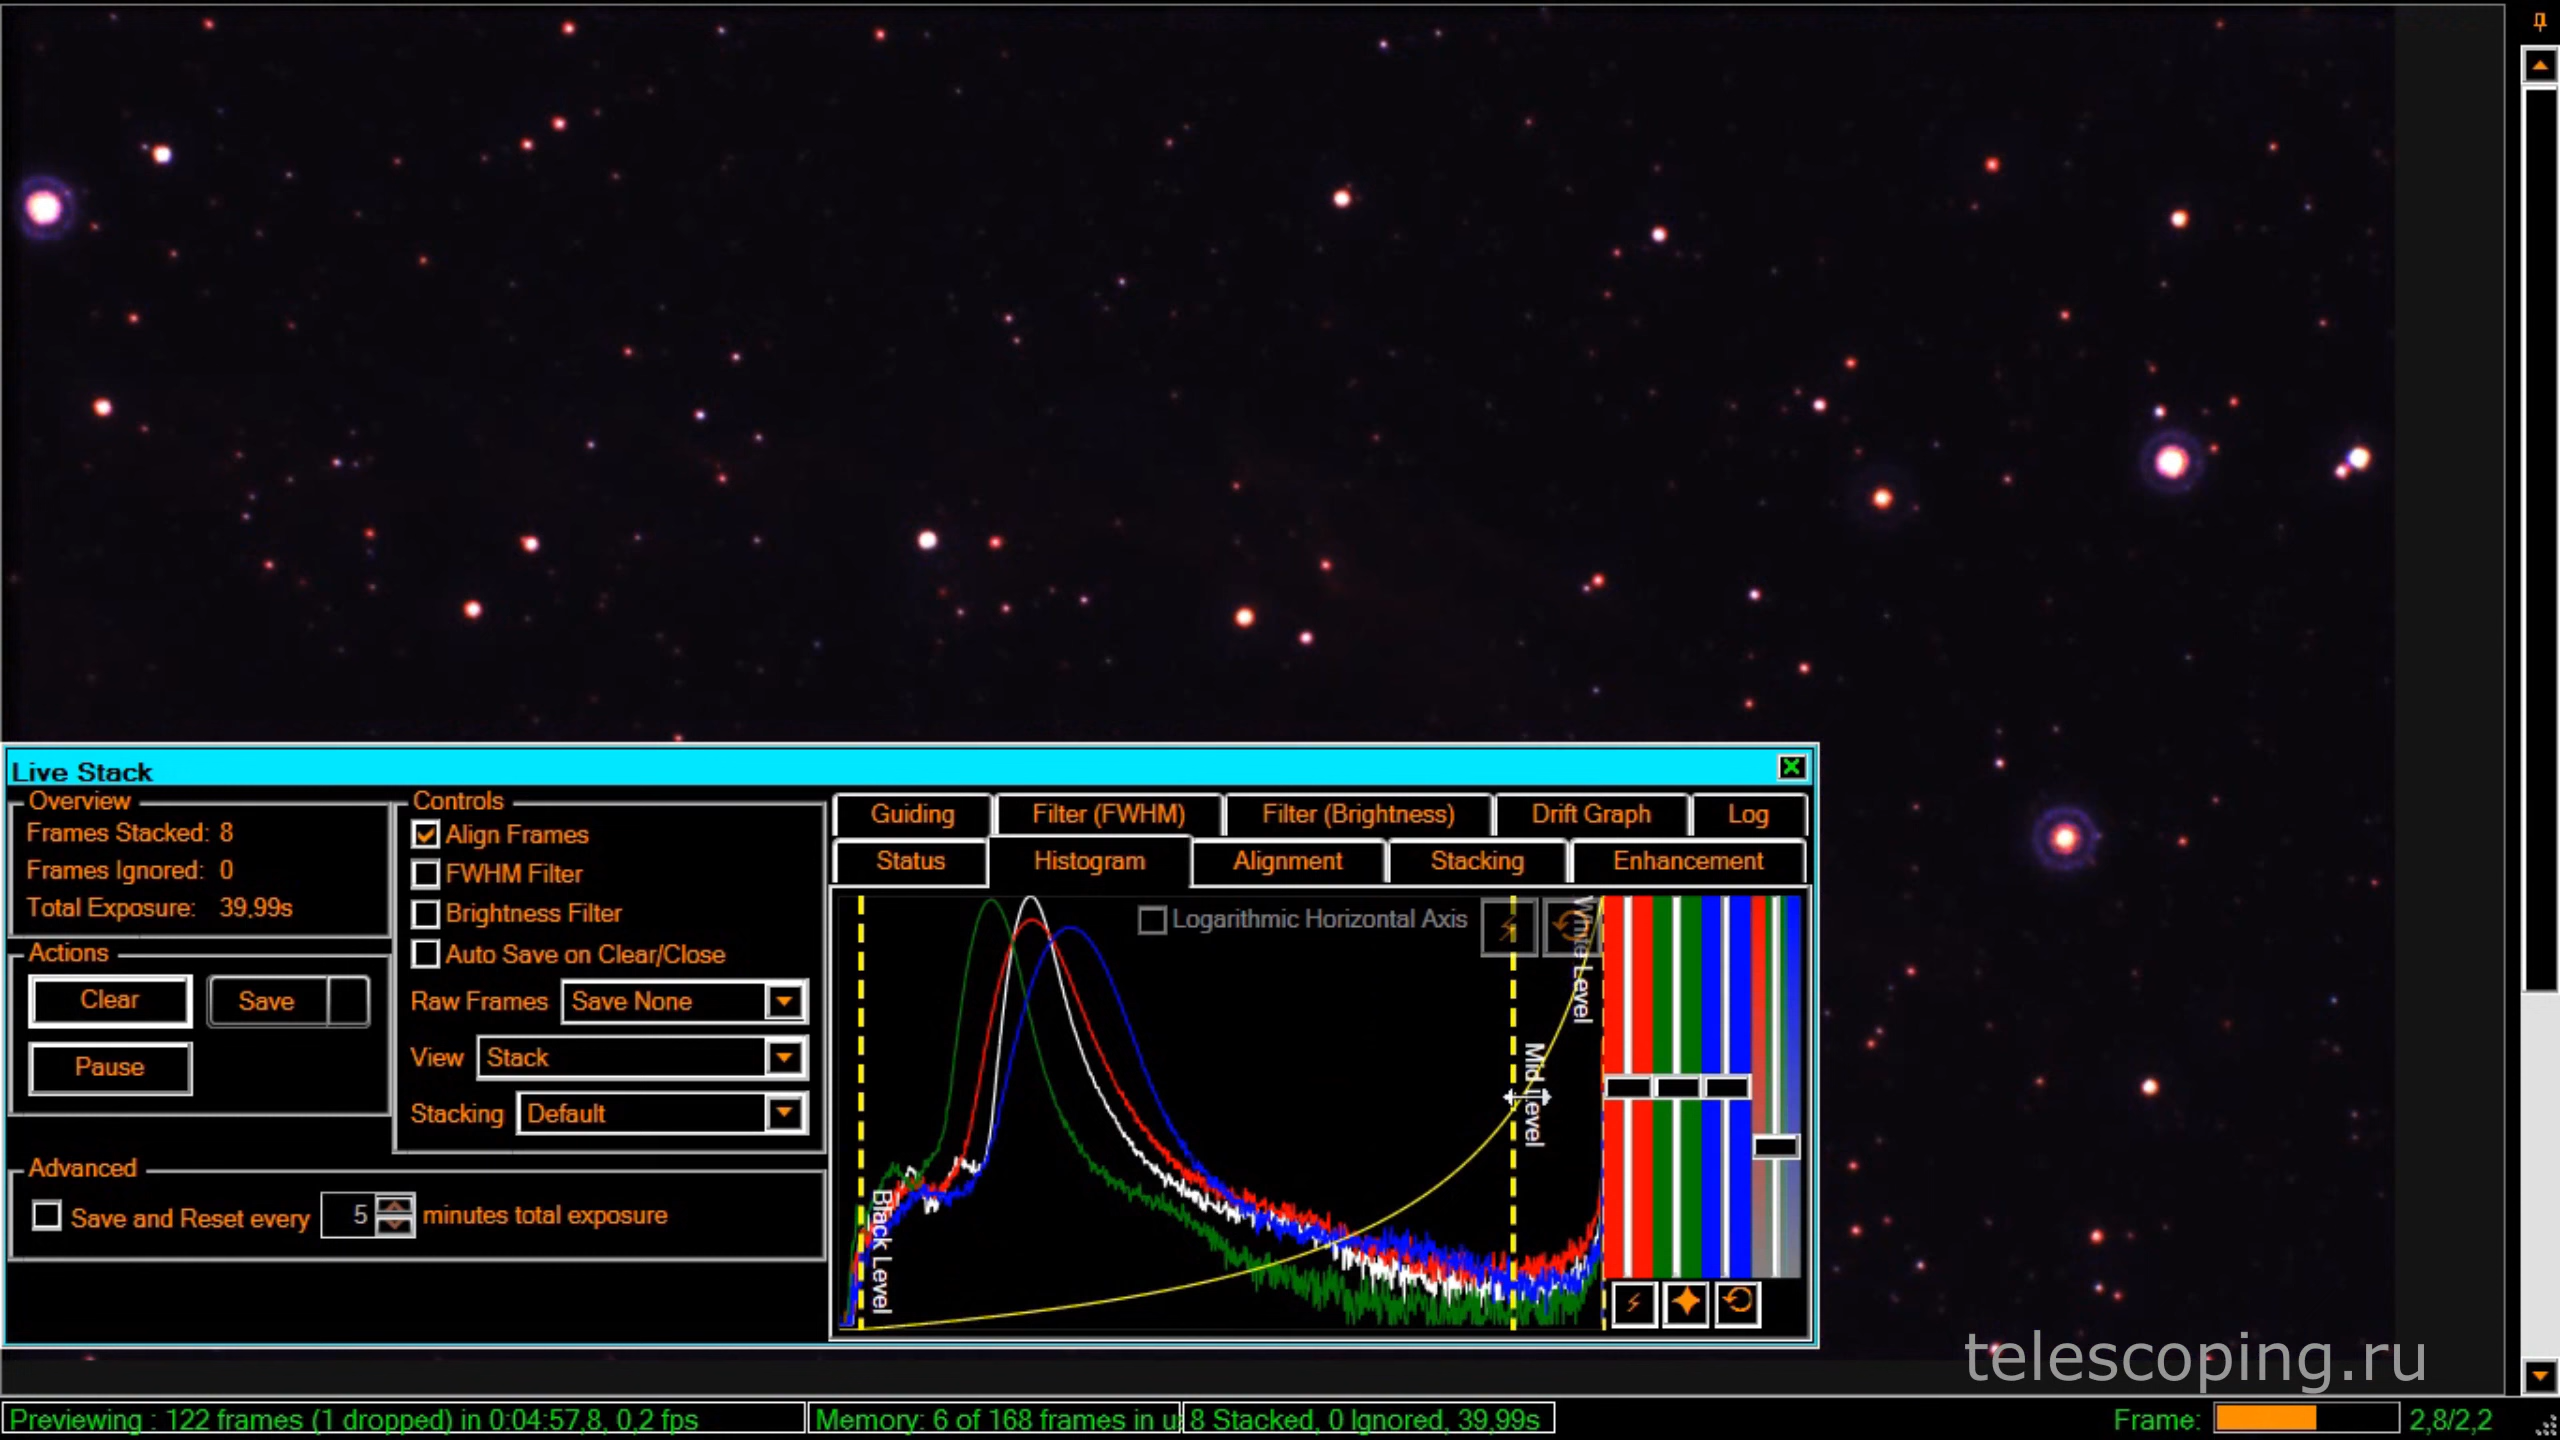 Live Stack
Overview
Frames Stacked: 8
Frames Ignored: 0
Total Exposure: 39,99s
Actions
Clear
Save
Pause
Controls
Align Frames
FWHM Filter
Brightness Filter
Auto Save on Clear/Close
Raw Frames Save None
View Stack
Stacking Default
Advanced
Save and Reset every 5 minutes total exposure
Guiding Filter (FWHM) Filter (Brightness) Drift Graph Log
Status Histogram Alignment Stacking Enhancement
Logarithmic Horizontal Axis
Black Level
Mid Level
White Level
telescoping.ru
Previewing : 122 frames (1 dropped) in 0:04:57,8, 0,2 fps
Memory: 6 of 168 frames in u
8 Stacked, 0 Ignored, 39,99s
Frame: 2,8/2,2